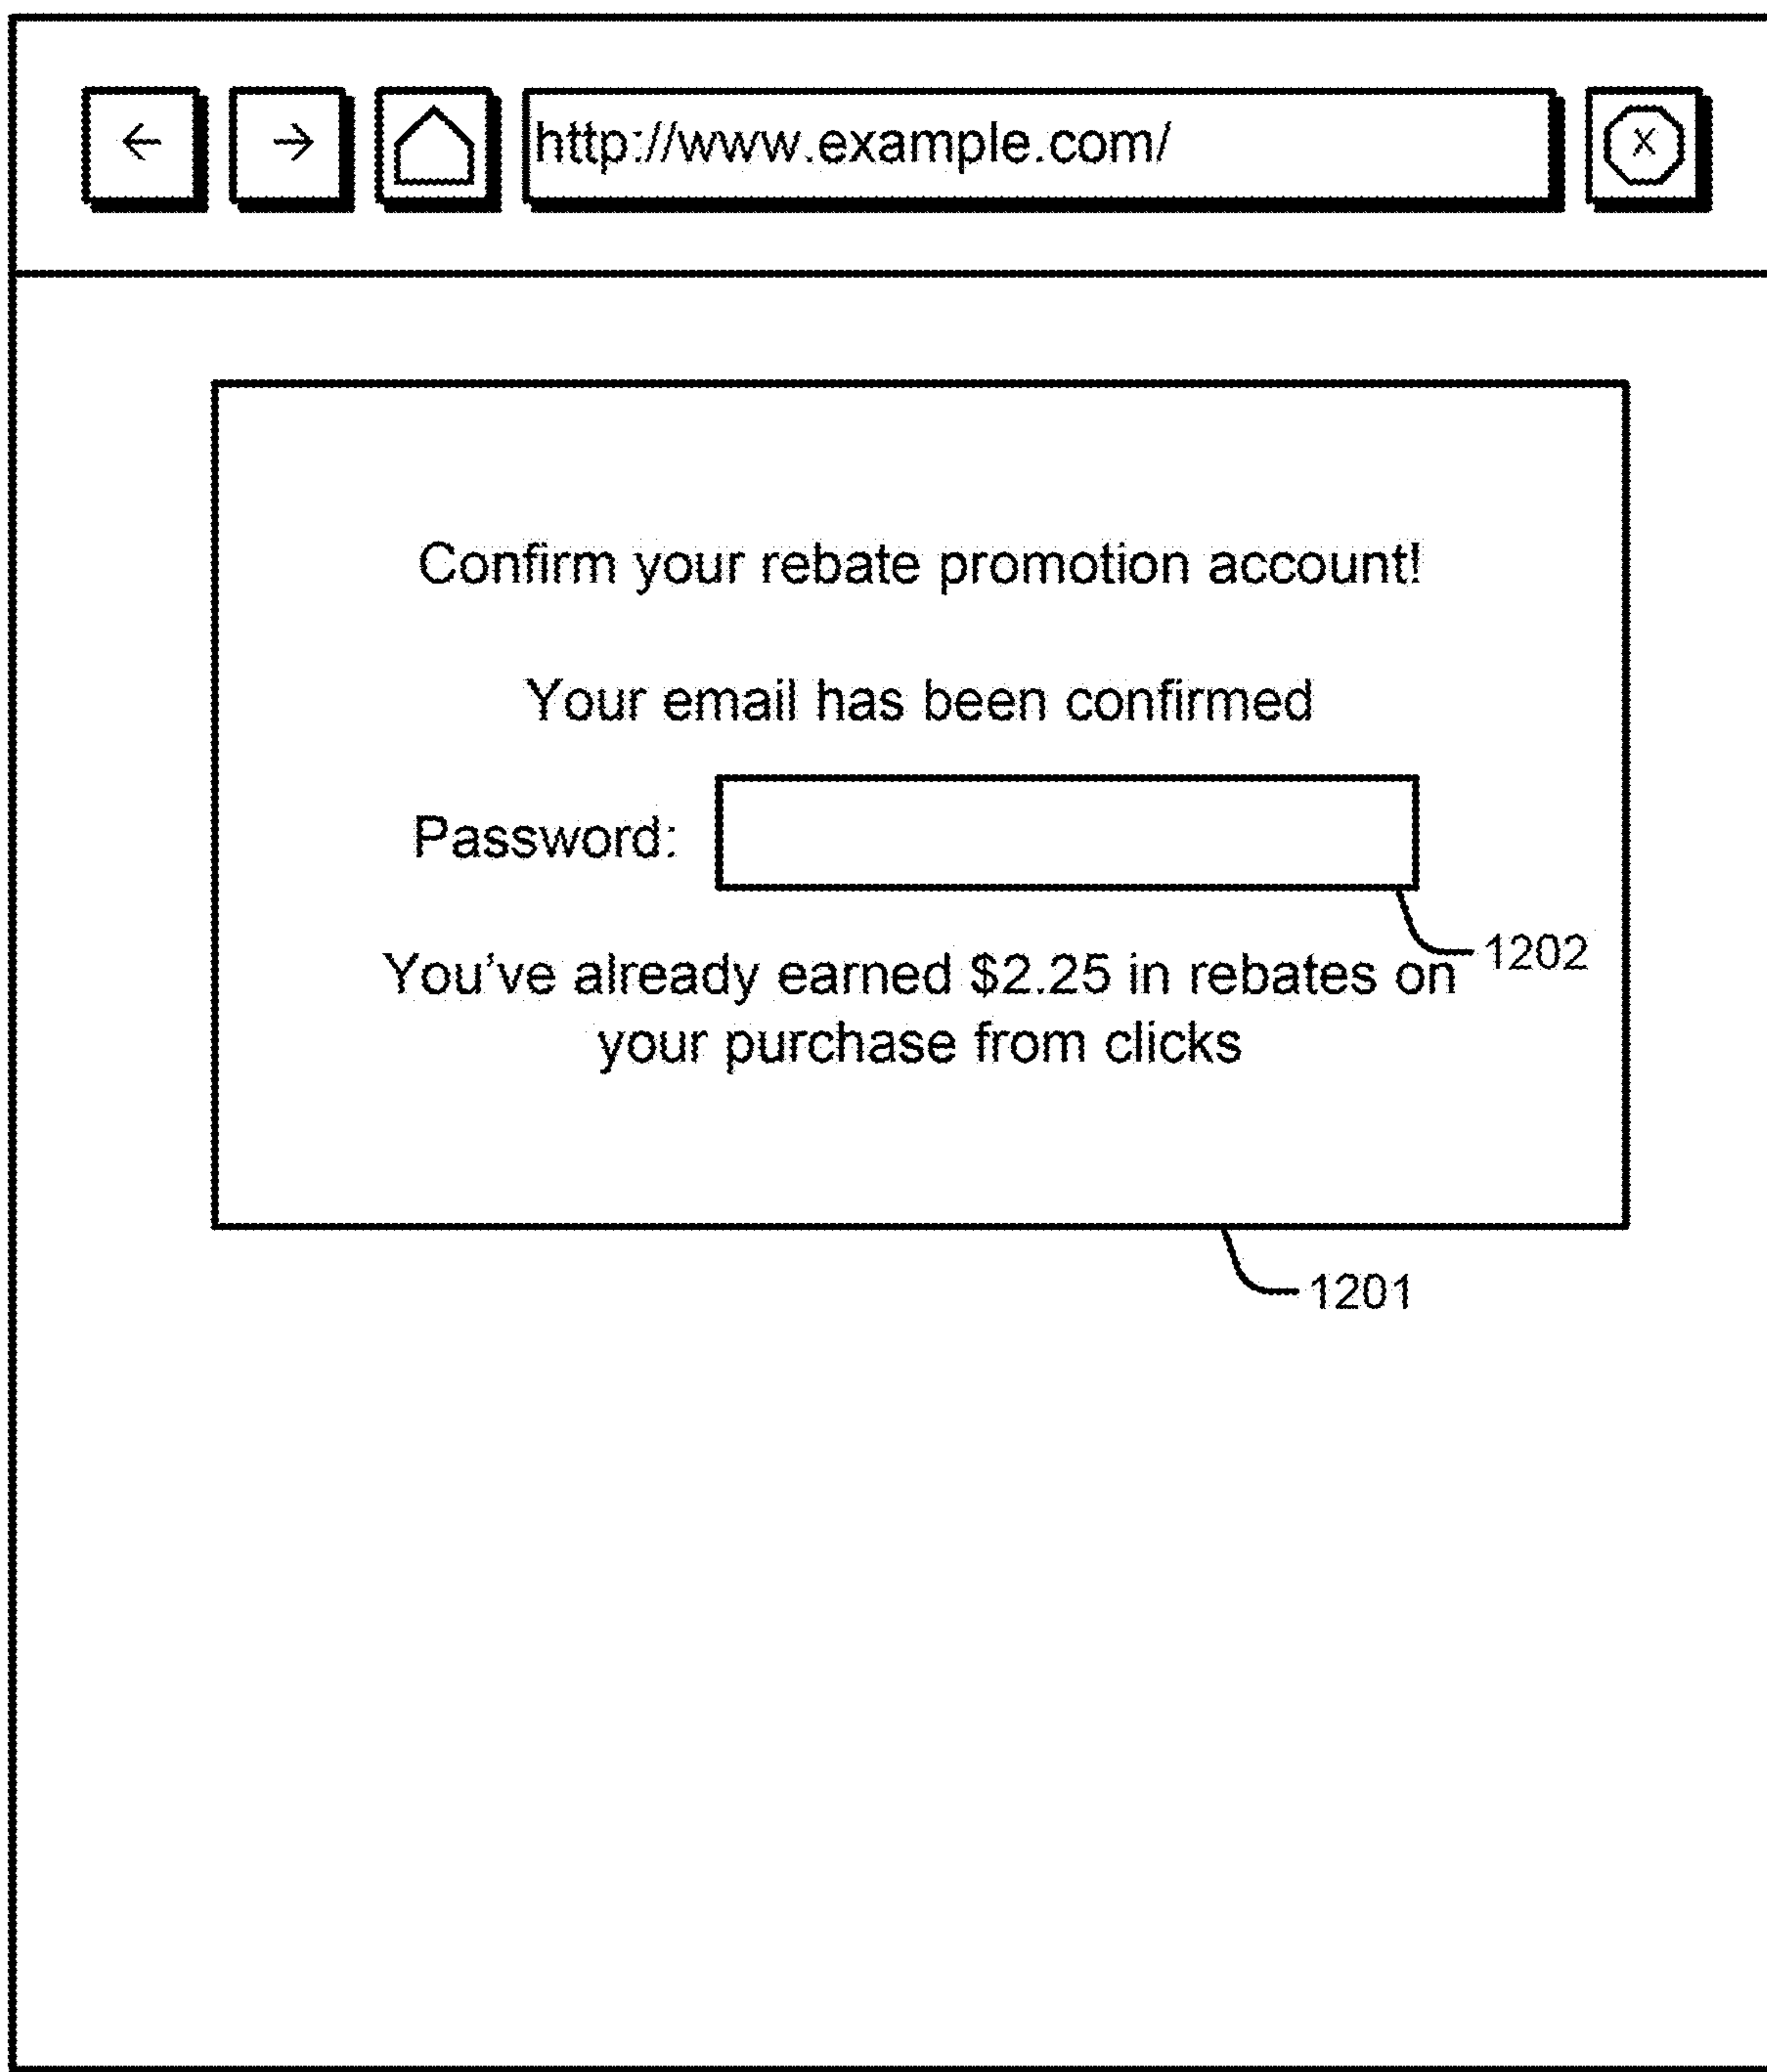 ← → http://www.example.com/ X
Confirm your rebate promotion account!
Your email has been confirmed
Password:
1202
You've already earned $2.25 in rebates on
your purchase from clicks
1201